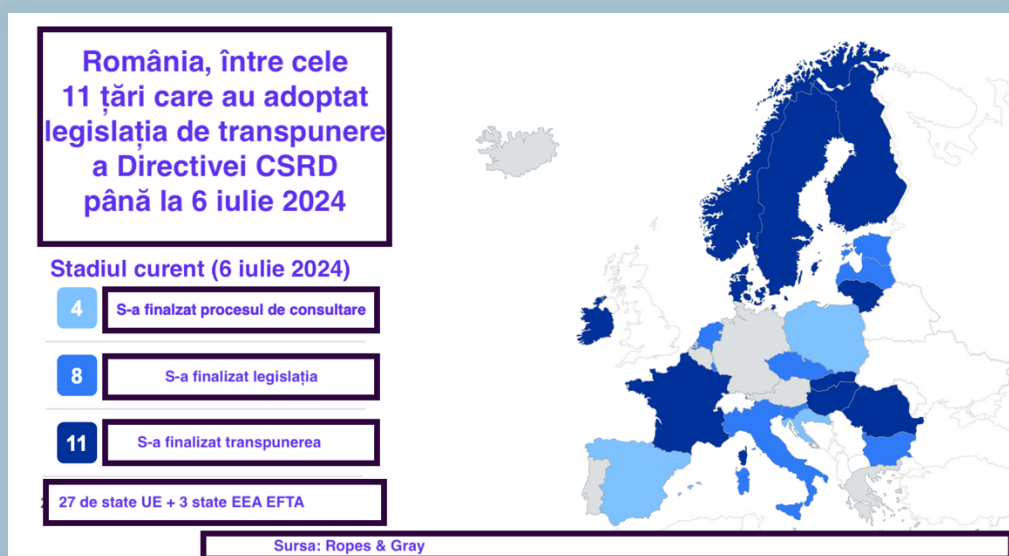 România, între cele
11 țări care au adoptat
legislația de transpunere
a Directivei CSRD
până la 6 iulie 2024
Stadiul curent (6 iulie 2024)
4 S-a finalzat procesul de consultare
8 S-a finalizat legislația
11 S-a finalizat transpunerea
27 de state UE + 3 state EEA EFTA
Sursa: Ropes & Gray